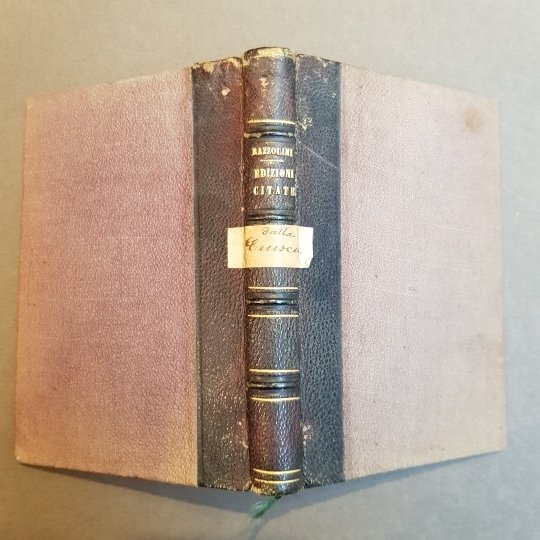 RAZZOLINI
EDIZIONI
CITATE
dalla
Crusca